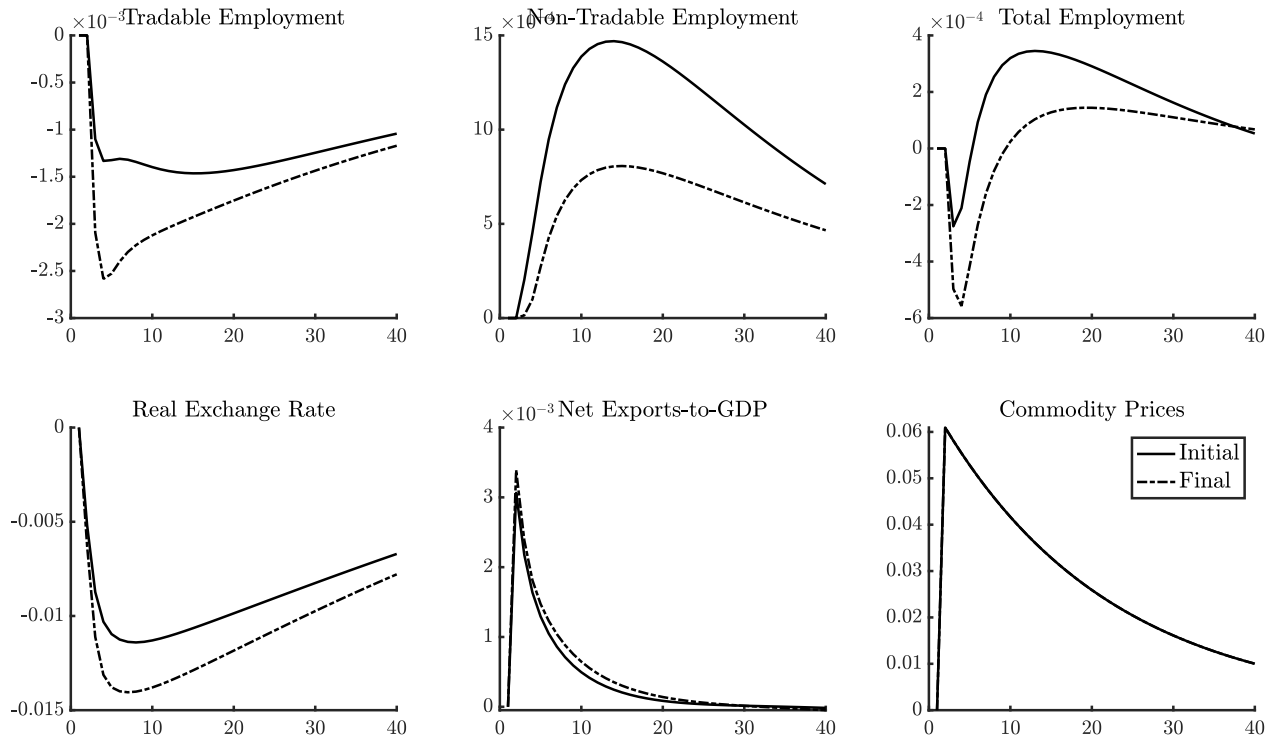 Tradable Employment
×10⁻³
0
-0.5
-1
-1.5
-2
-2.5
-3
0 10 20 30 40
Non-Tradable Employment
×10⁻⁴
15
10
5
0
0 10 20 30 40
Total Employment
×10⁻⁴
4
2
0
-2
-4
-6
0 10 20 30 40
Real Exchange Rate
0
-0.005
-0.01
-0.015
0 10 20 30 40
Net Exports-to-GDP
×10⁻³
4
3
2
1
0
0 10 20 30 40
Commodity Prices
0.06
0.05
0.04
0.03
0.02
0.01
0
0 10 20 30 40
Initial
Final